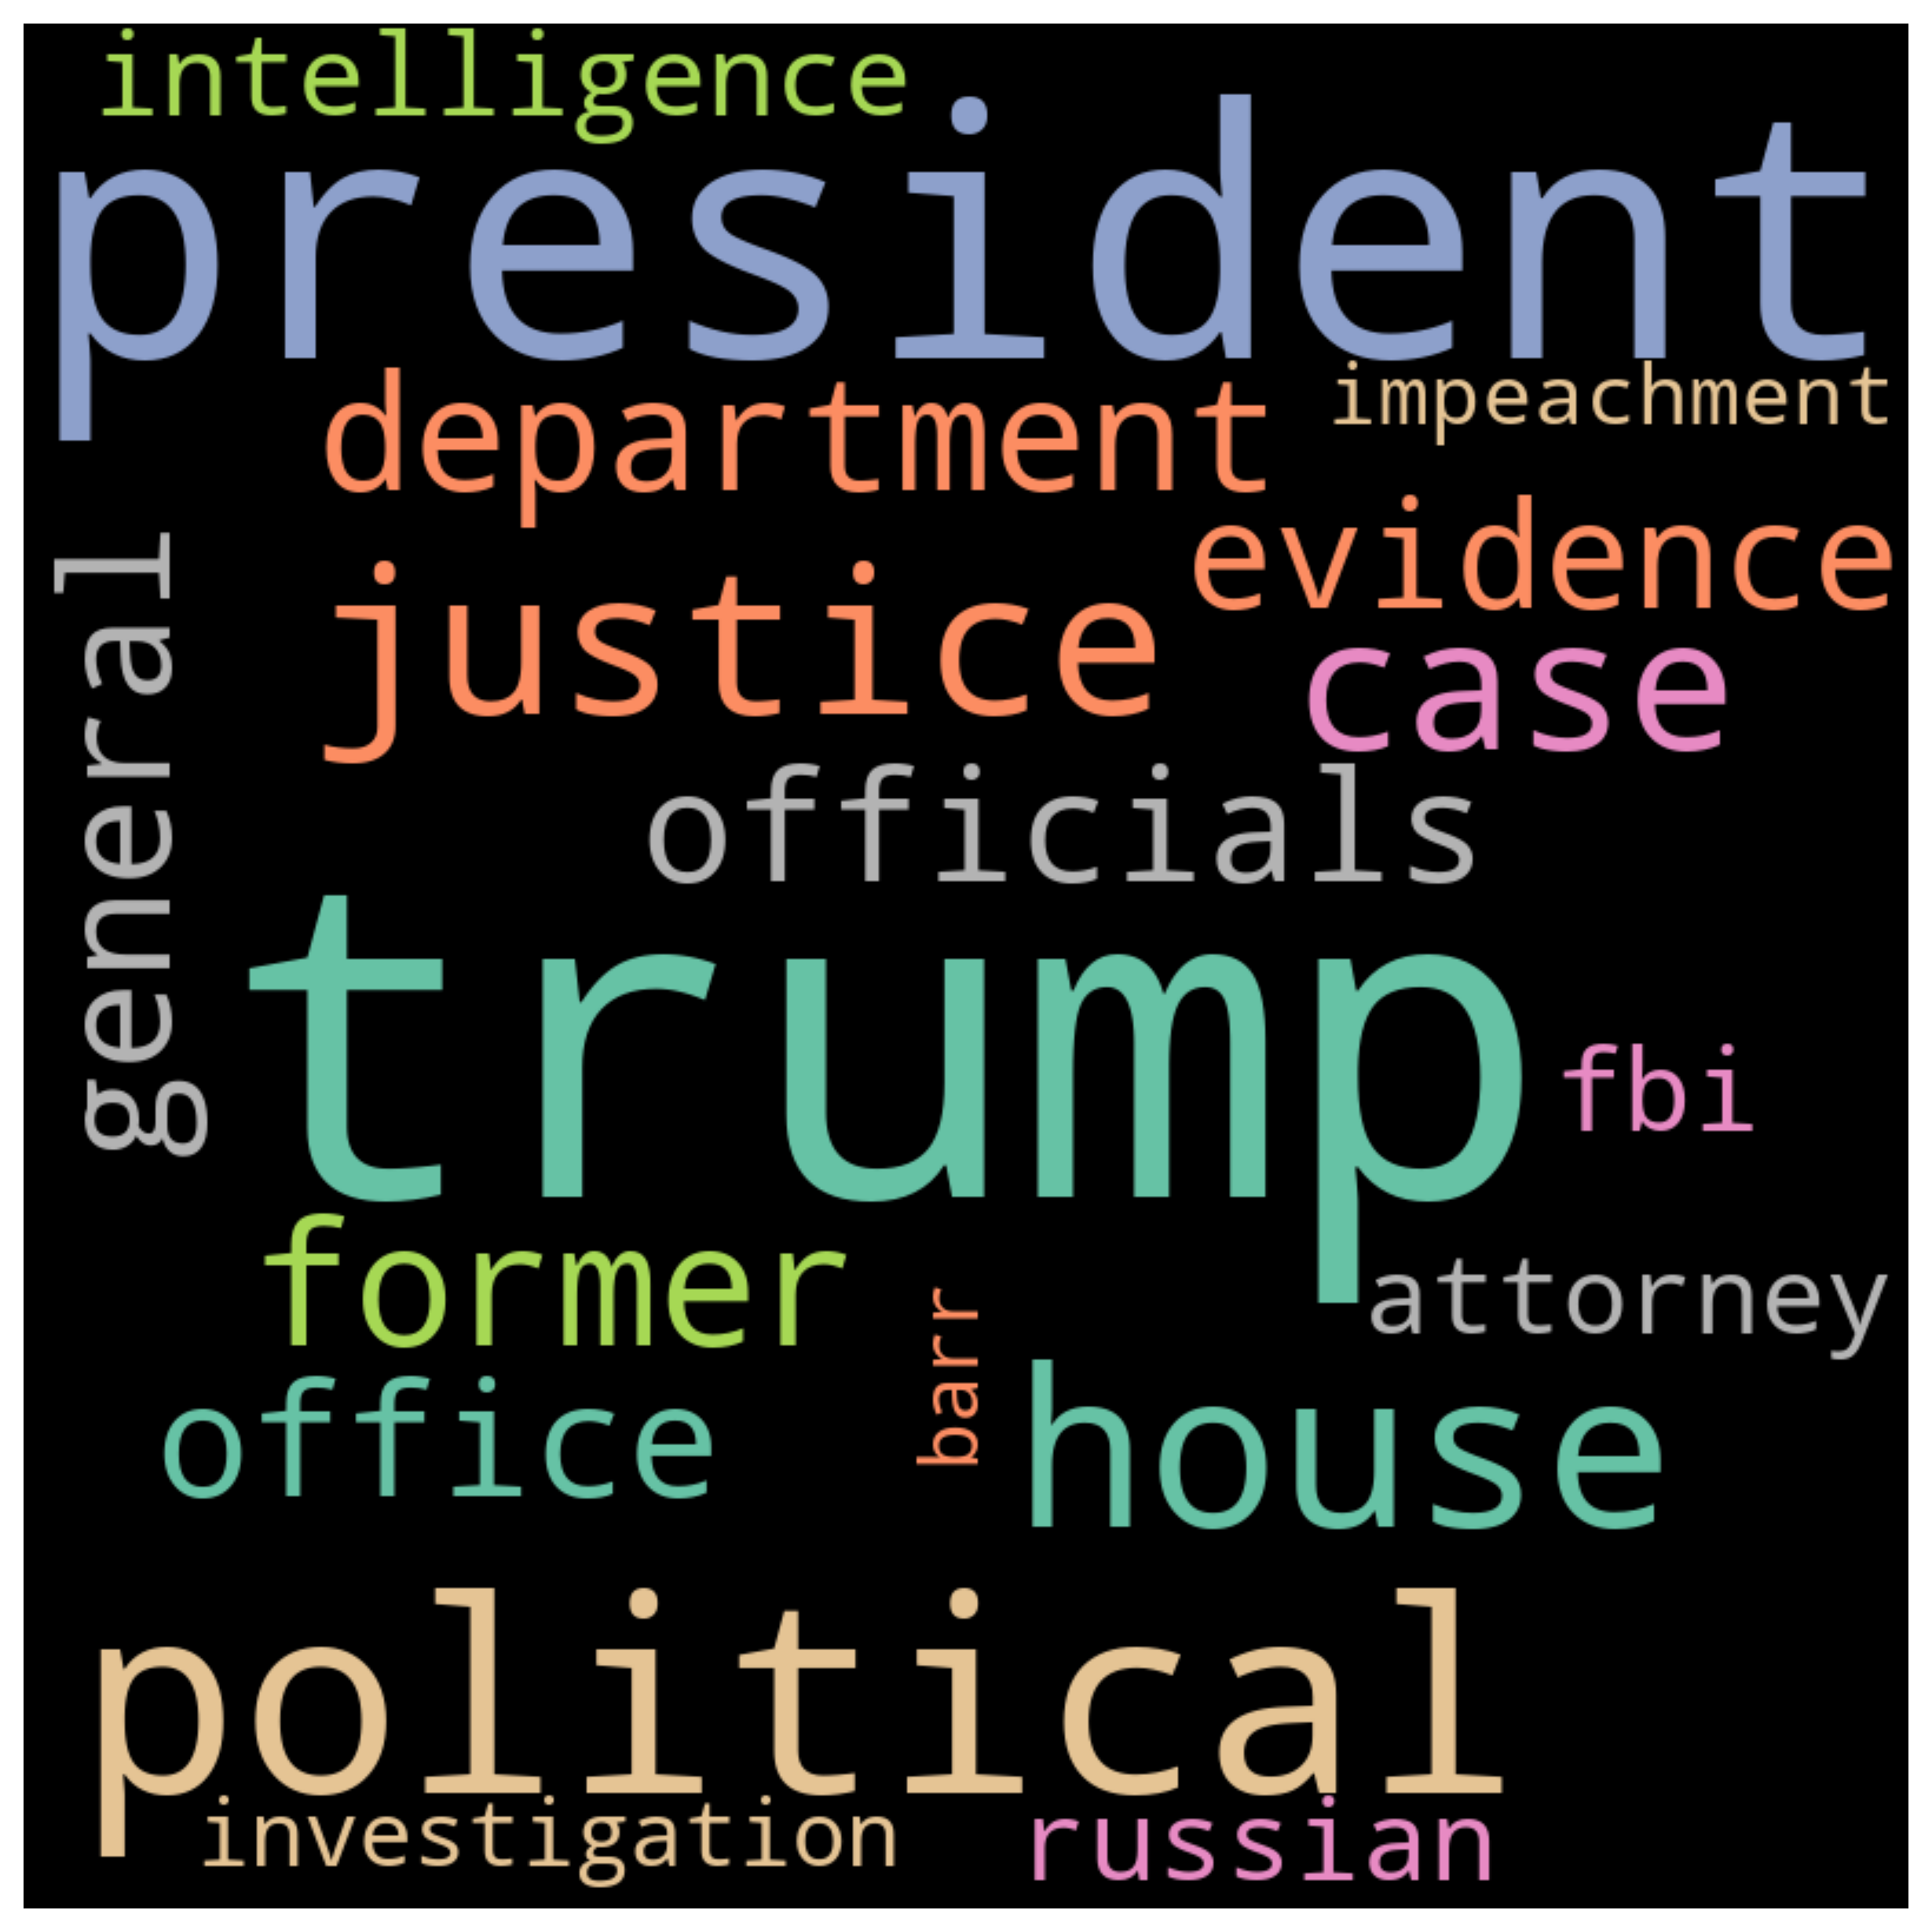 intelligence
president
impeachment
department
evidence
justice
case
general
officials
trump
fbi
former
attorney
barr
office
house
political
investigation
russian